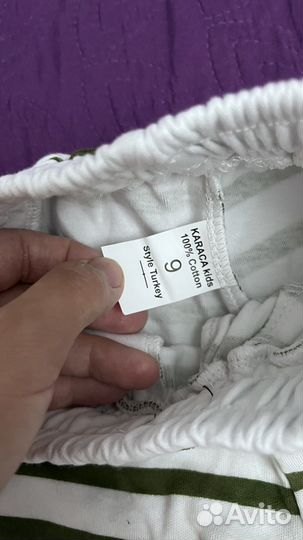 KARACA kids
100% Cotton
9
Style Turkey
Avito